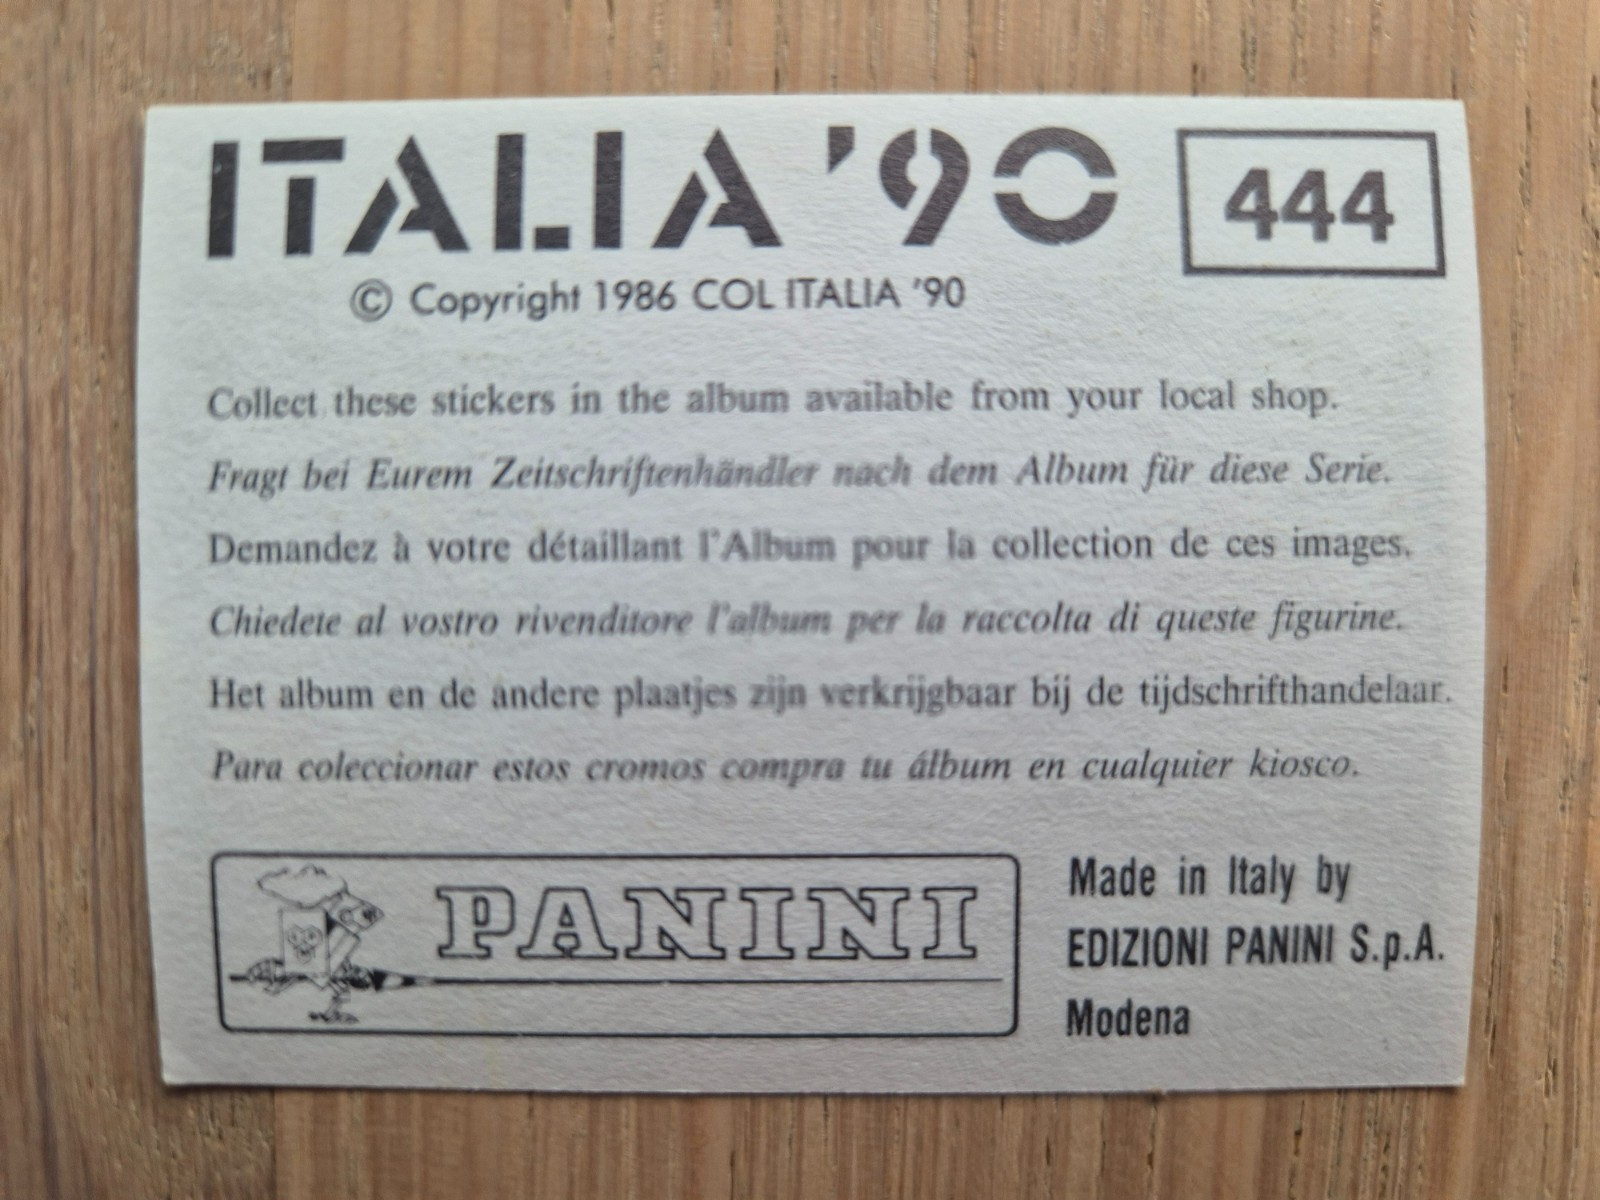 ITALIA '90
444
© Copyright 1986 COL ITALIA '90
Collect these stickers in the album available from your local shop.
Fragt bei Eurem Zeitschriftenhändler nach dem Album für diese Serie.
Demandez à votre détaillant l'Album pour la collection de ces images.
Chiedete al vostro rivenditore l'album per la raccolta di queste figurine.
Het album en de andere plaatjes zijn verkrijgbaar bij de tijdschrifthandelaar.
Para coleccionar estos cromos compra tu álbum en cualquier kiosco.
PANINI
Made in Italy by
EDIZIONI PANINI S.p.A.
Modena